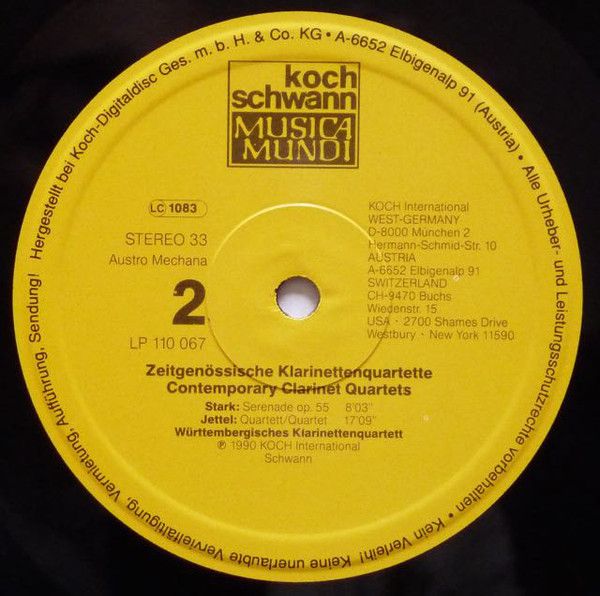 Hergestellt bei Koch-Digitaldisc Ges. m. b. H. & Co. KG • A-6652 Elbigenalp 91 (Austria) • Alle Urheber- und Leistungsschutzrechte vorbehalten • Kein Verleih! Keine unerlaubte Vervielfältigung, Vermietung, Aufführung, Sendung!
koch
schwann
MUSICA
MUNDI
LC 1083
STEREO 33
Austro Mechana
2
LP 110 067
KOCH International
WEST-GERMANY
D-8000 München 2
Hermann-Schmid-Str. 10
AUSTRIA
A-6652 Elbigenalp 91
SWITZERLAND
CH-9470 Buchs
Wiedenstr. 15
USA · 2700 Shames Drive
Westbury · New York 11590
Zeitgenössische Klarinettenquartette
Contemporary Clarinet Quartets
Stark: Serenade op. 55 8'03"
Jettel: Quartett/Quartet 17'09"
Württembergisches Klarinettenquartett
℗ 1990 KOCH International
Schwann